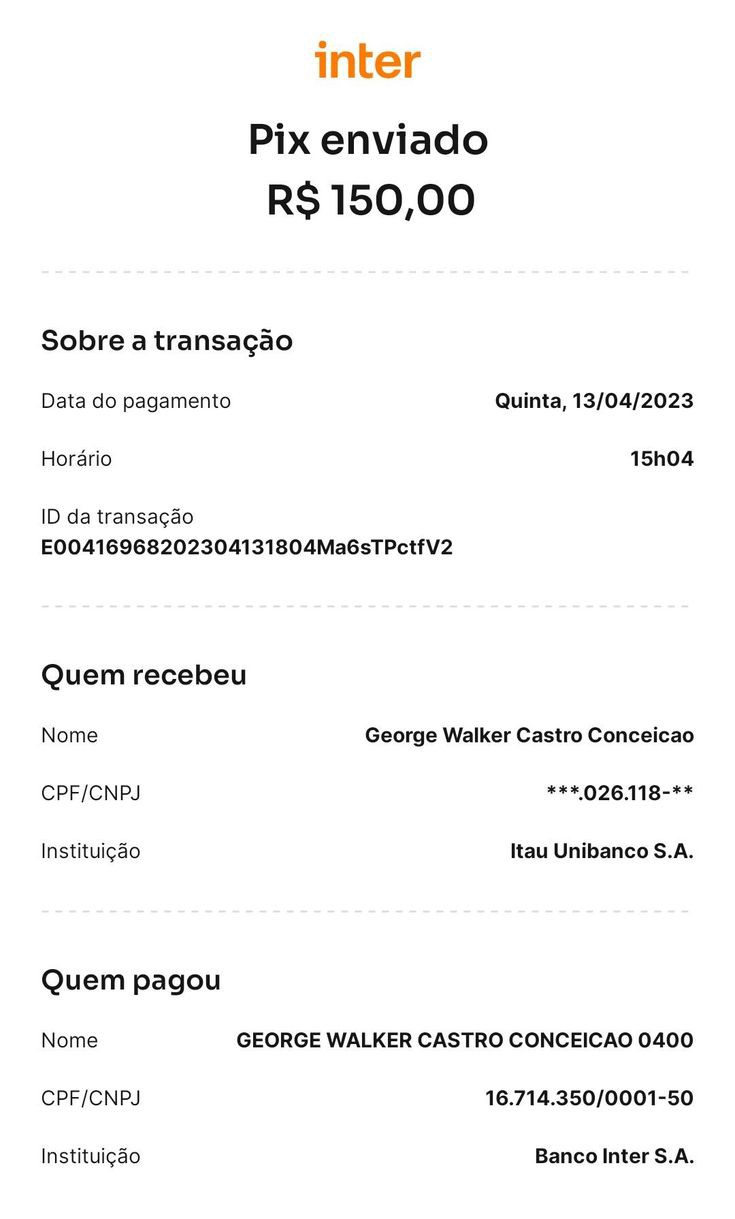 inter
Pix enviado
R$ 150,00
Sobre a transação
Data do pagamento Quinta, 13/04/2023
Horário 15h04
ID da transação
E00416968202304131804Ma6sTPctfV2
Quem recebeu
Nome George Walker Castro Conceicao
CPF/CNPJ ***.026.118-**
Instituição Itau Unibanco S.A.
Quem pagou
Nome GEORGE WALKER CASTRO CONCEICAO 0400
CPF/CNPJ 16.714.350/0001-50
Instituição Banco Inter S.A.